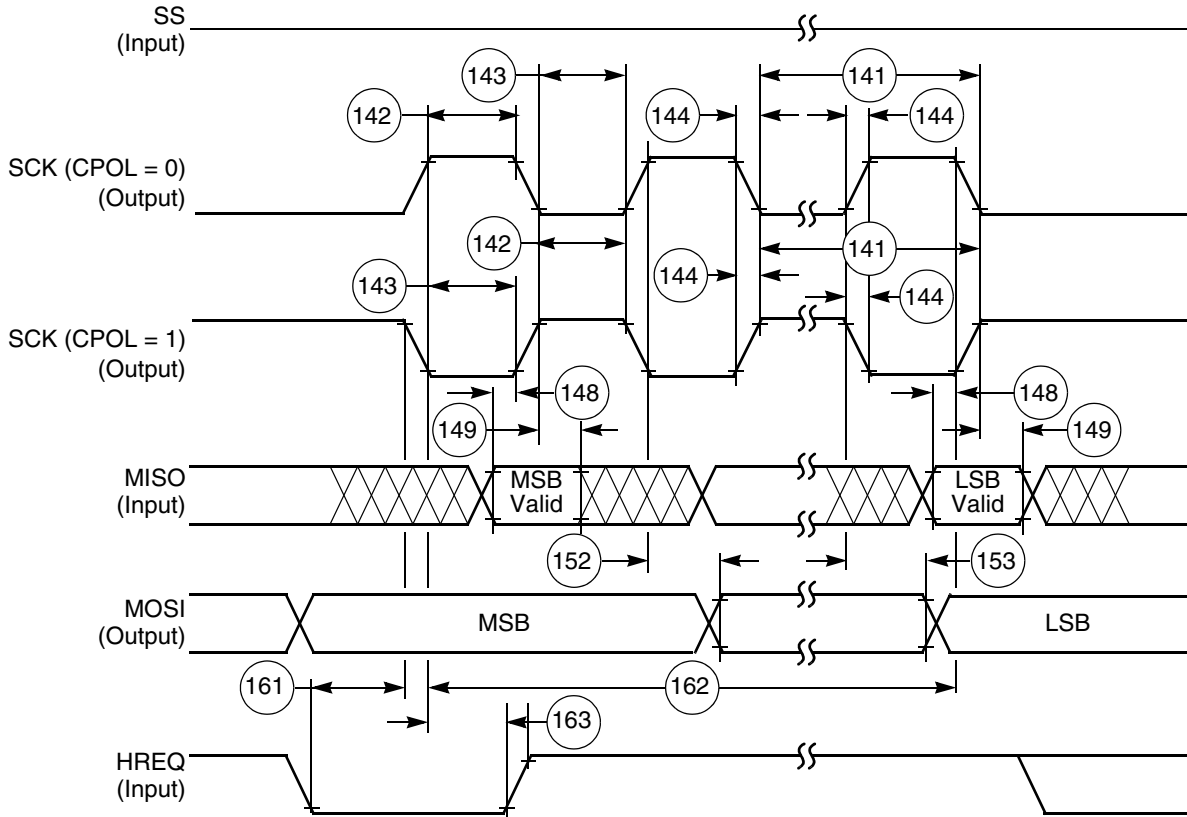 SS
(Input)
143
141
142
144
144
SCK (CPOL = 0)
(Output)
142
141
143
144
144
SCK (CPOL = 1)
(Output)
148
148
149
149
MISO
(Input)
MSB
Valid
LSB
Valid
152
153
MOSI
(Output)
MSB
LSB
161
162
163
HREQ
(Input)